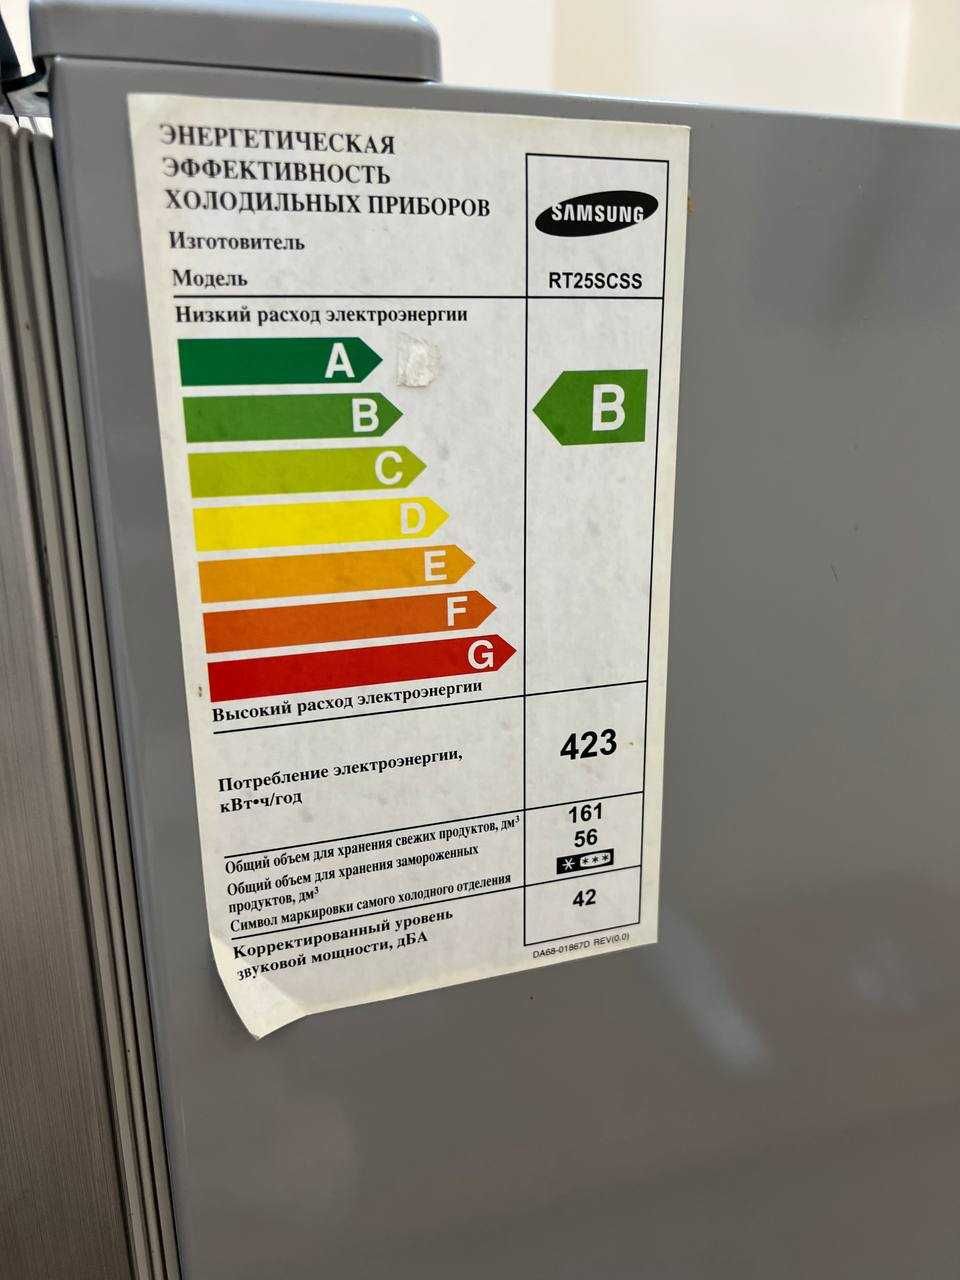 ЭНЕРГЕТИЧЕСКАЯ
ЭФФЕКТИВНОСТЬ
ХОЛОДИЛЬНЫХ ПРИБОРОВ
SAMSUNG
Изготовитель
Модель
RT25SCSS
Низкий расход электроэнергии
A
B
B
C
D
E
F
G
Высокий расход электроэнергии
Потребление электроэнергии,
кВт•ч/год
423
Общий объем для хранения свежих продуктов, дм³
161
Общий объем для хранения замороженных
продуктов, дм³
56
Символ маркировки самого холодного отделения
* ***
Корректированный уровень
звуковой мощности, дБА
42
DA68-01867D REV(0.0)